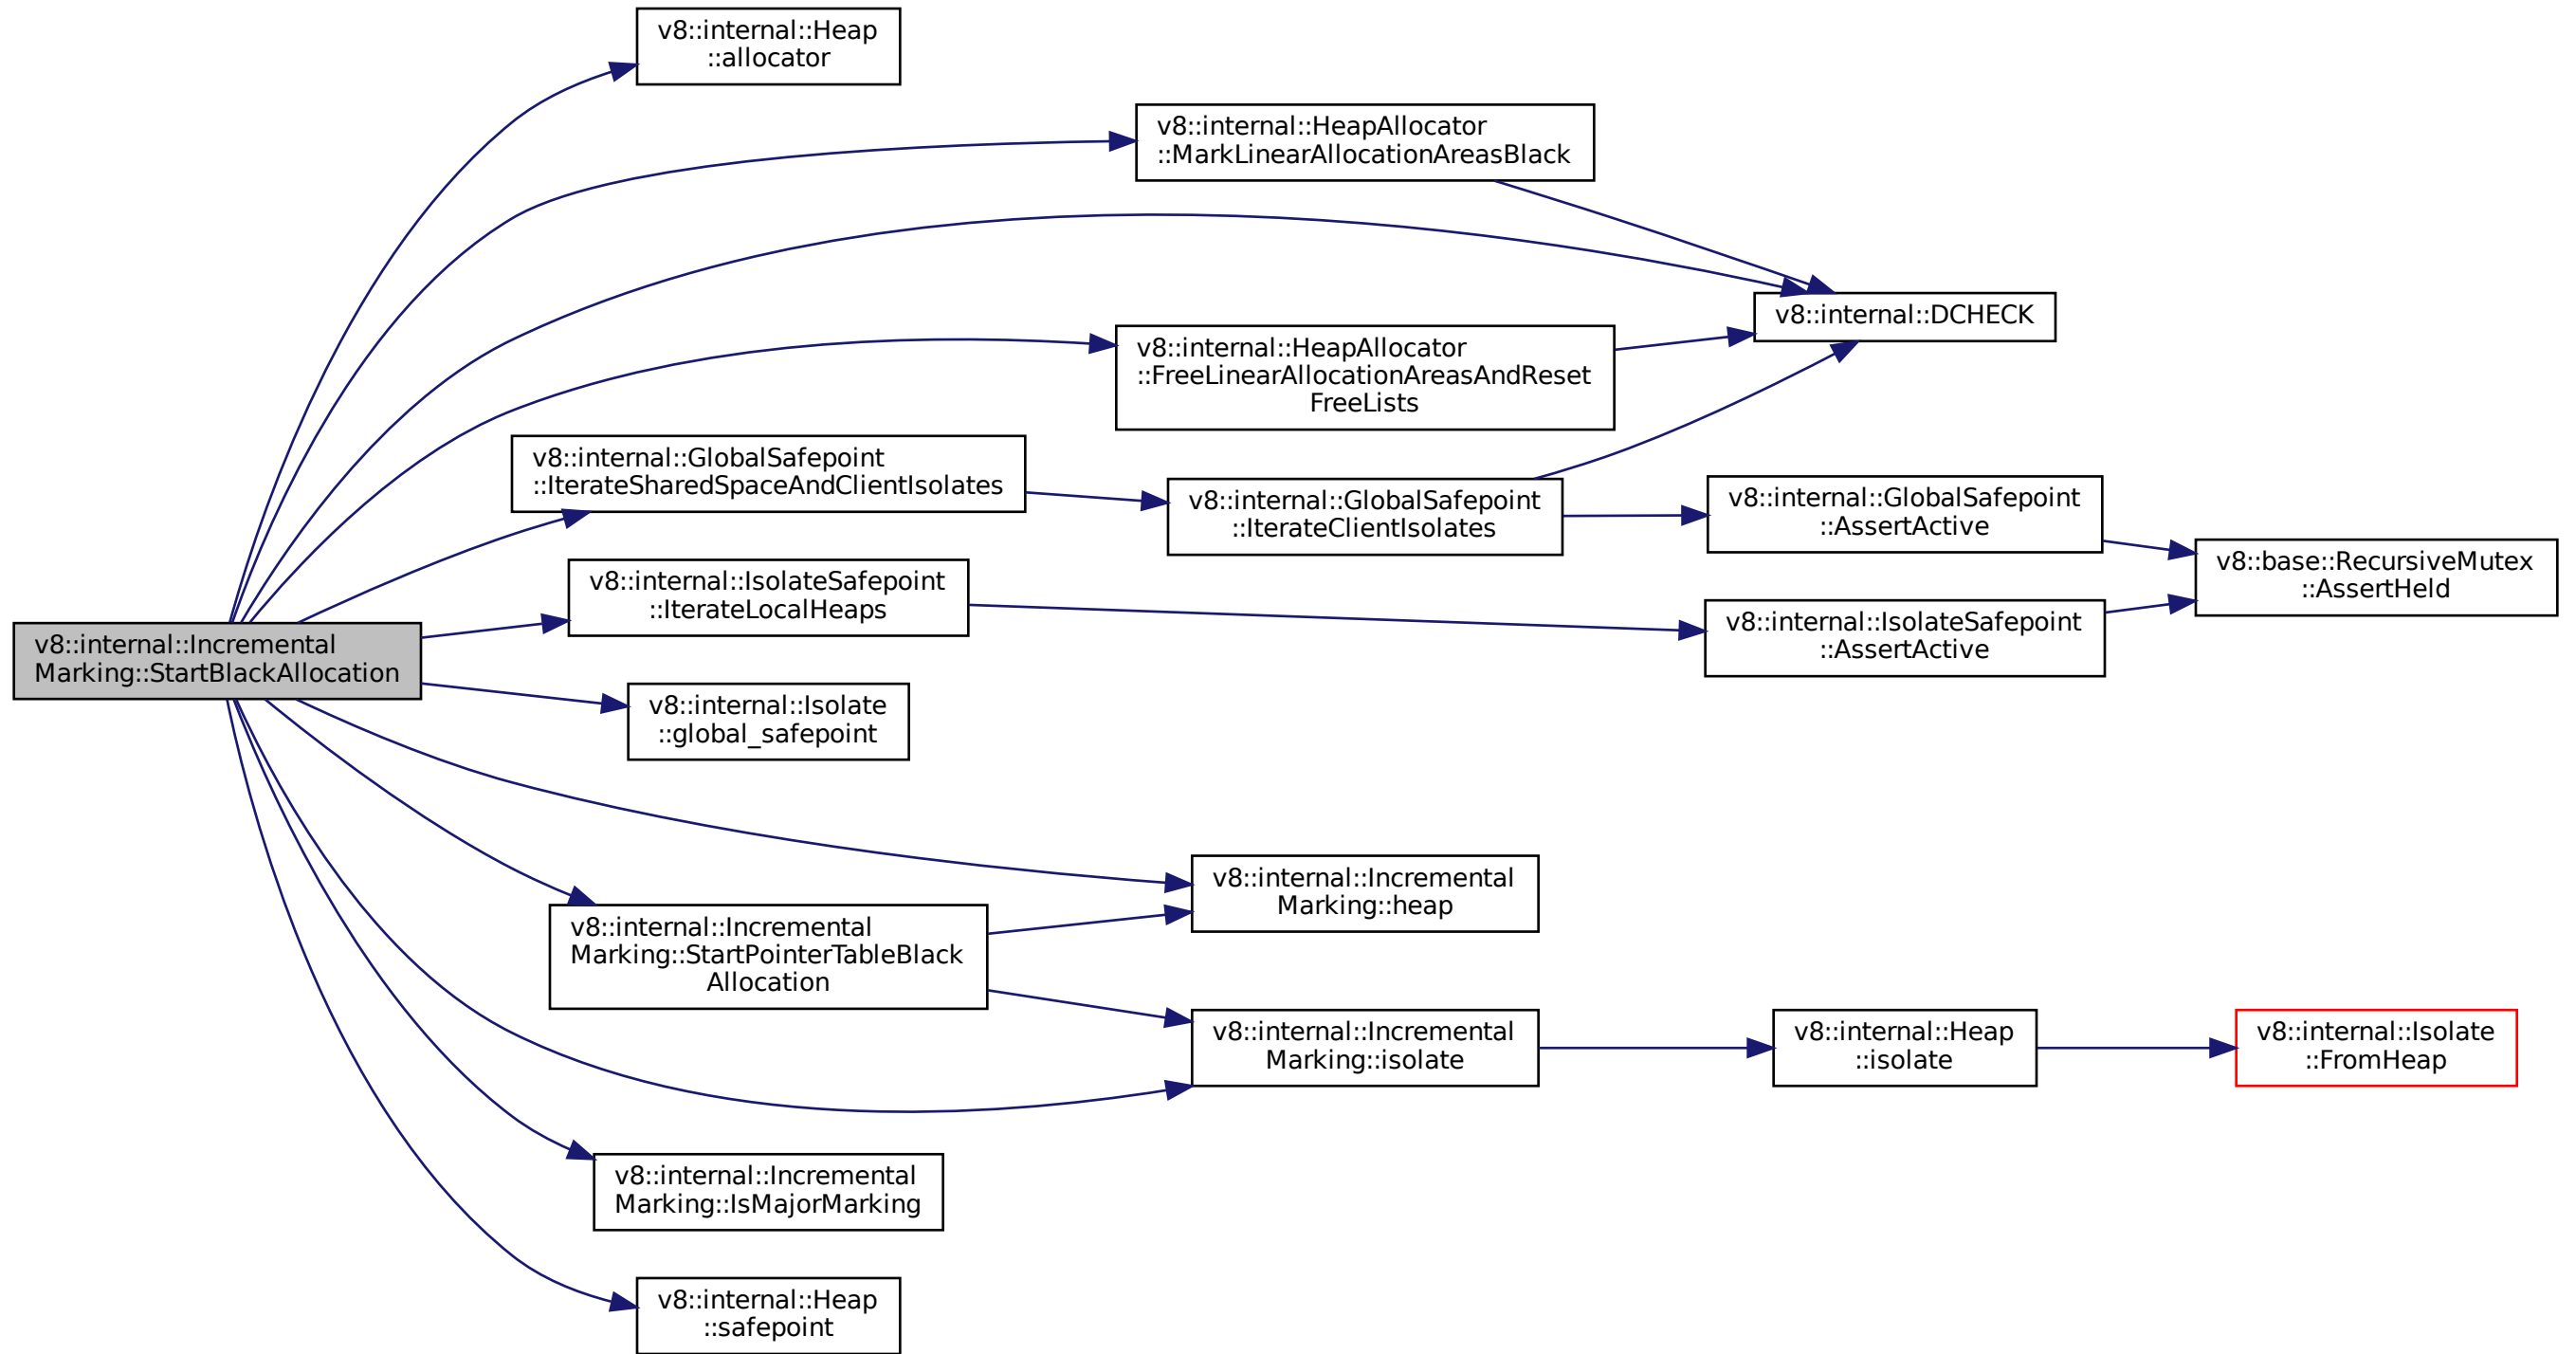 v8::internal::Heap
::allocator
v8::internal::HeapAllocator
::MarkLinearAllocationAreasBlack
v8::internal::DCHECK
v8::internal::HeapAllocator
::FreeLinearAllocationAreasAndReset
FreeLists
v8::internal::GlobalSafepoint
::IterateSharedSpaceAndClientIsolates
v8::internal::GlobalSafepoint
::IterateClientIsolates
v8::internal::GlobalSafepoint
::AssertActive
v8::base::RecursiveMutex
::AssertHeld
v8::internal::IsolateSafepoint
::IterateLocalHeaps
v8::internal::IsolateSafepoint
::AssertActive
v8::internal::Incremental
Marking::StartBlackAllocation
v8::internal::Isolate
::global_safepoint
v8::internal::Incremental
Marking::heap
v8::internal::Incremental
Marking::StartPointerTableBlack
Allocation
v8::internal::Incremental
Marking::isolate
v8::internal::Heap
::isolate
v8::internal::Isolate
::FromHeap
v8::internal::Incremental
Marking::IsMajorMarking
v8::internal::Heap
::safepoint